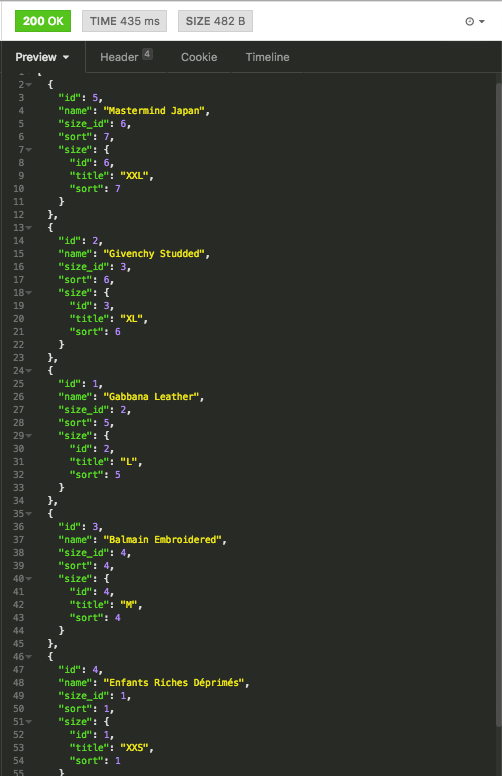 200 OK TIME 435 ms SIZE 482 B
Preview Header 4 Cookie Timeline
1 [
2 {
3 "id": 5,
4 "name": "Mastermind Japan",
5 "size_id": 6,
6 "sort": 7,
7 "size": {
8 "id": 6,
9 "title": "XXL",
10 "sort": 7
11 }
12 },
13 {
14 "id": 2,
15 "name": "Givenchy Studded",
16 "size_id": 3,
17 "sort": 6,
18 "size": {
19 "id": 3,
20 "title": "XL",
21 "sort": 6
22 }
23 },
24 {
25 "id": 1,
26 "name": "Gabbana Leather",
27 "size_id": 2,
28 "sort": 5,
29 "size": {
30 "id": 2,
31 "title": "L",
32 "sort": 5
33 }
34 },
35 {
36 "id": 3,
37 "name": "Balmain Embroidered",
38 "size_id": 4,
39 "sort": 4,
40 "size": {
41 "id": 4,
42 "title": "M",
43 "sort": 4
44 }
45 },
46 {
47 "id": 4,
48 "name": "Enfants Riches Déprimés",
49 "size_id": 1,
50 "sort": 1,
51 "size": {
52 "id": 1,
53 "title": "XXS",
54 "sort": 1
55 }